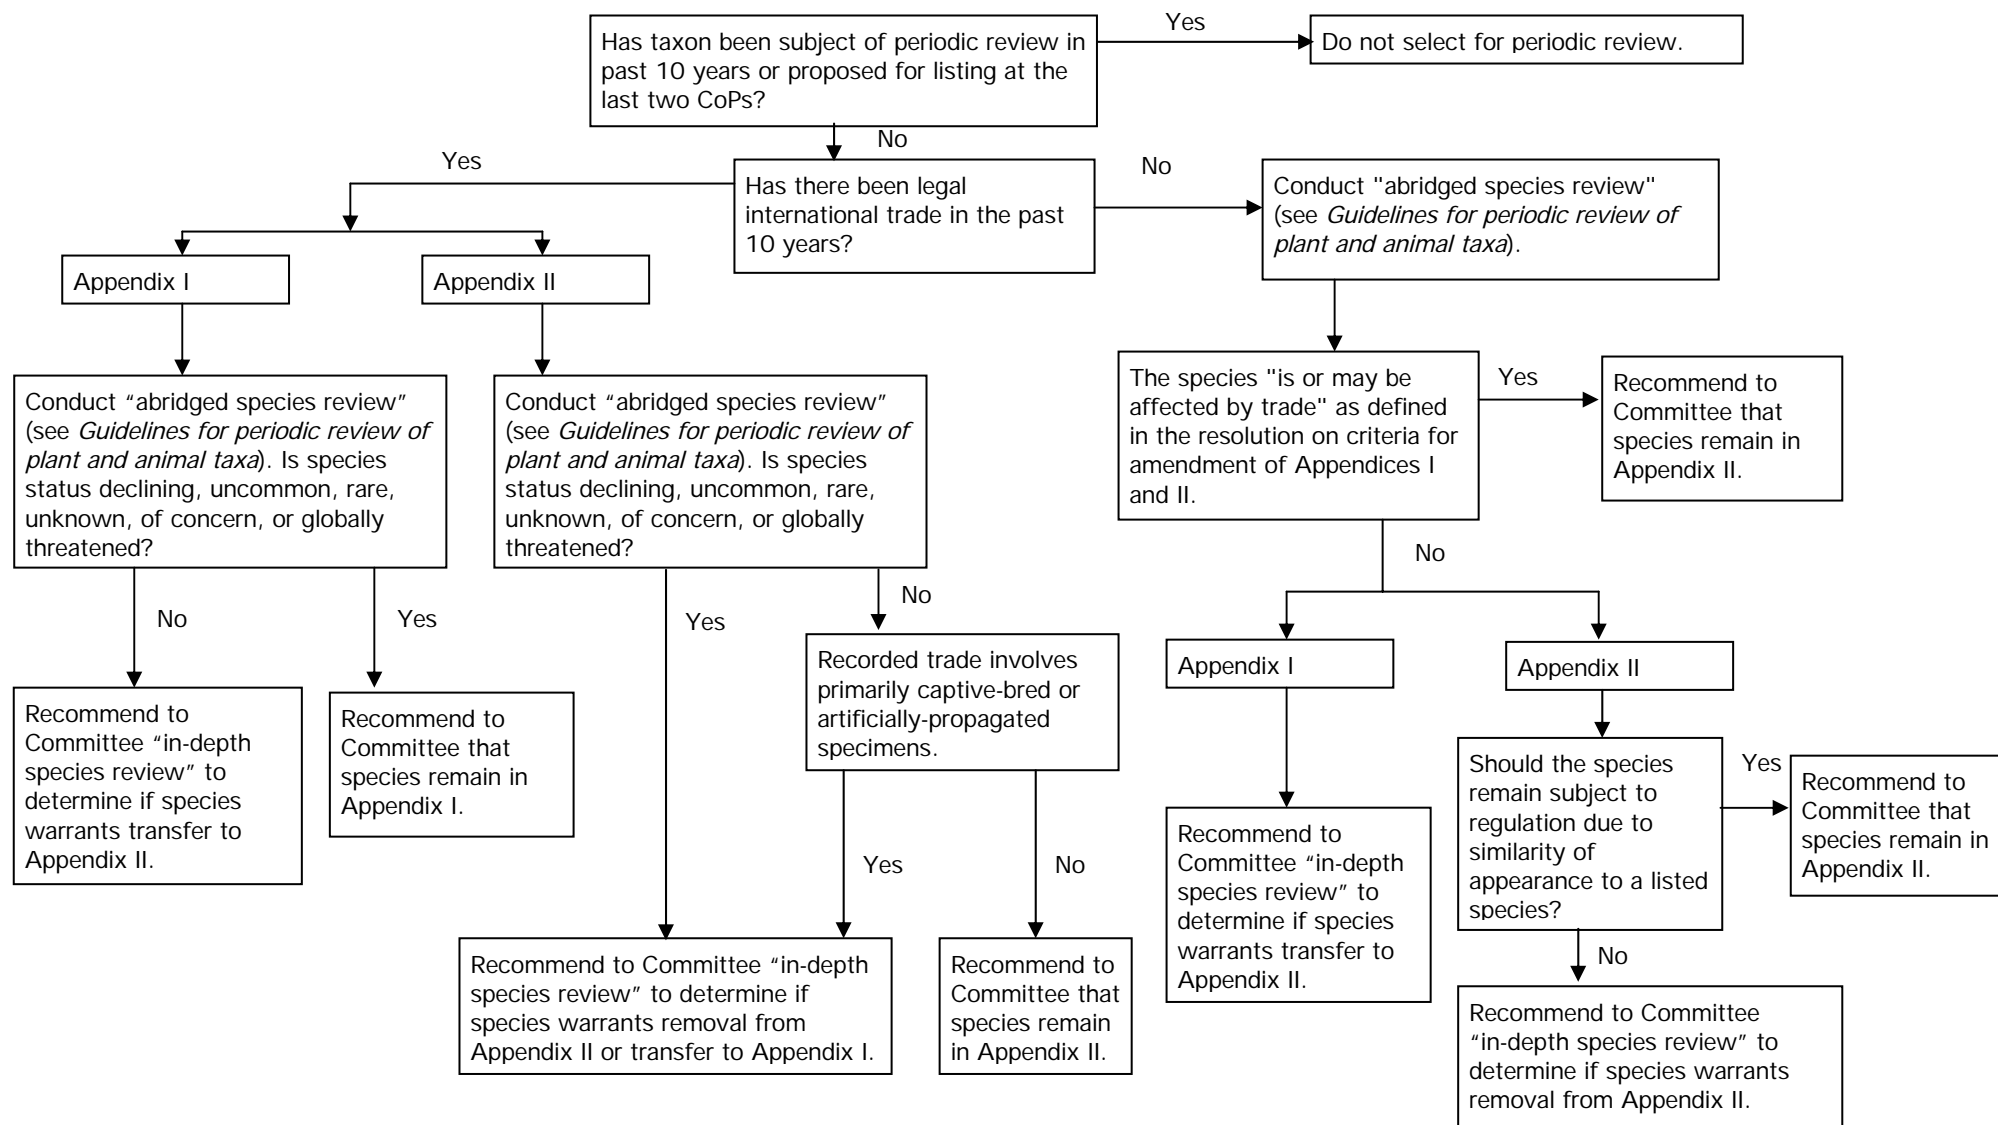 Has taxon been subject of periodic review in
past 10 years or proposed for listing at the
last two CoPs?
Yes
Do not select for periodic review.
No
Yes
Has there been legal
international trade in the past
10 years?
No
Conduct "abridged species review"
(see Guidelines for periodic review of
plant and animal taxa).
Appendix I
Appendix II
Conduct “abridged species review”
(see Guidelines for periodic review of
plant and animal taxa). Is species
status declining, uncommon, rare,
unknown, of concern, or globally
threatened?
Conduct “abridged species review”
(see Guidelines for periodic review of
plant and animal taxa). Is species
status declining, uncommon, rare,
unknown, of concern, or globally
threatened?
The species "is or may be
affected by trade" as defined
in the resolution on criteria for
amendment of Appendices I
and II.
Yes
Recommend to
Committee that
species remain in
Appendix II.
No
No
Yes
Yes
No
Recommend to
Committee “in-depth
species review” to
determine if species
warrants transfer to
Appendix II.
Recommend to
Committee that
species remain in
Appendix I.
Recorded trade involves
primarily captive-bred or
artificially-propagated
specimens.
Yes
No
Recommend to Committee “in-depth
species review” to determine if
species warrants removal from
Appendix II or transfer to Appendix I.
Recommend to
Committee that
species remain
in Appendix II.
Appendix I
Appendix II
Recommend to
Committee “in-depth
species review” to
determine if species
warrants transfer to
Appendix II.
Should the species
remain subject to
regulation due to
similarity of
appearance to a listed
species?
Yes
Recommend to
Committee that
species remain in
Appendix II.
No
Recommend to Committee
“in-depth species review” to
determine if species warrants
removal from Appendix II.